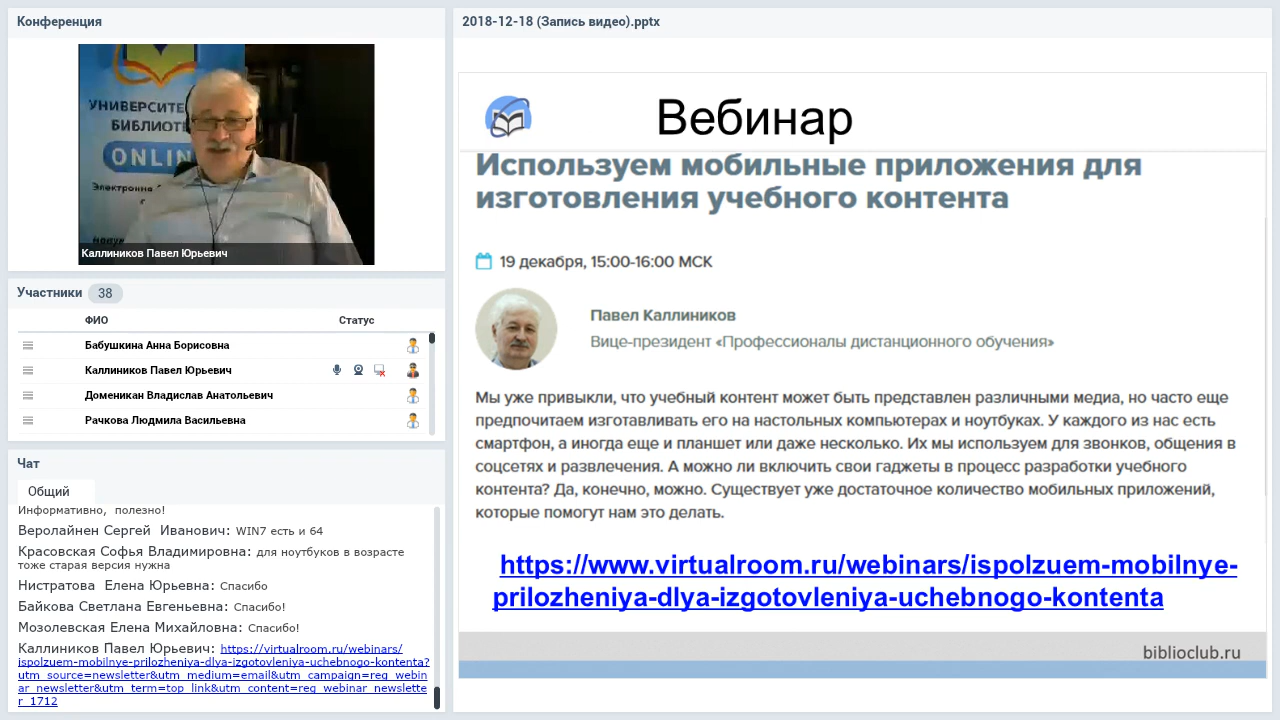 Конференция
УНИВЕРСИТЕ
БИБЛИОТЕ
ONLIN
Каллиников Павел Юрьевич
Участники 38
ФИО Статус
Бабушкина Анна Борисовна
Каллиников Павел Юрьевич
Доменикан Владислав Анатольевич
Рачкова Людмила Васильевна
Чат
Общий
Информативно, полезно!
Веролайнен Сергей Иванович: WIN7 есть и 64
Красовская Софья Владимировна: для ноутбуков в возрасте
тоже старая версия нужна
Нистратова Елена Юрьевна: Спасибо
Байкова Светлана Евгеньевна: Спасибо!
Мозолевская Елена Михайловна: Спасибо!
Каллиников Павел Юрьевич: https://virtualroom.ru/webinars/
ispolzuem-mobilnye-prilozheniya-dlya-izgotovleniya-uchebnogo-kontenta?
utm_source=newsletter&utm_medium=email&utm_campaign=reg_webin
ar_newsletter&utm_term=top_link&utm_content=reg_webinar_newslette
r_1712
2018-12-18 (Запись видео).pptx
Вебинар
Используем мобильные приложения для
изготовления учебного контента
19 декабря, 15:00-16:00 МСК
Павел Каллиников
Вице-президент «Профессионалы дистанционного обучения»
Мы уже привыкли, что учебный контент может быть представлен различными медиа, но часто еще
предпочитаем изготавливать его на настольных компьютерах и ноутбуках. У каждого из нас есть
смартфон, а иногда еще и планшет или даже несколько. Их мы используем для звонков, общения в
соцсетях и развлечения. А можно ли включить свои гаджеты в процесс разработки учебного
контента? Да, конечно, можно. Существует уже достаточное количество мобильных приложений,
которые помогут нам это делать.
https://www.virtualroom.ru/webinars/ispolzuem-mobilnye-
prilozheniya-dlya-izgotovleniya-uchebnogo-kontenta
biblioclub.ru